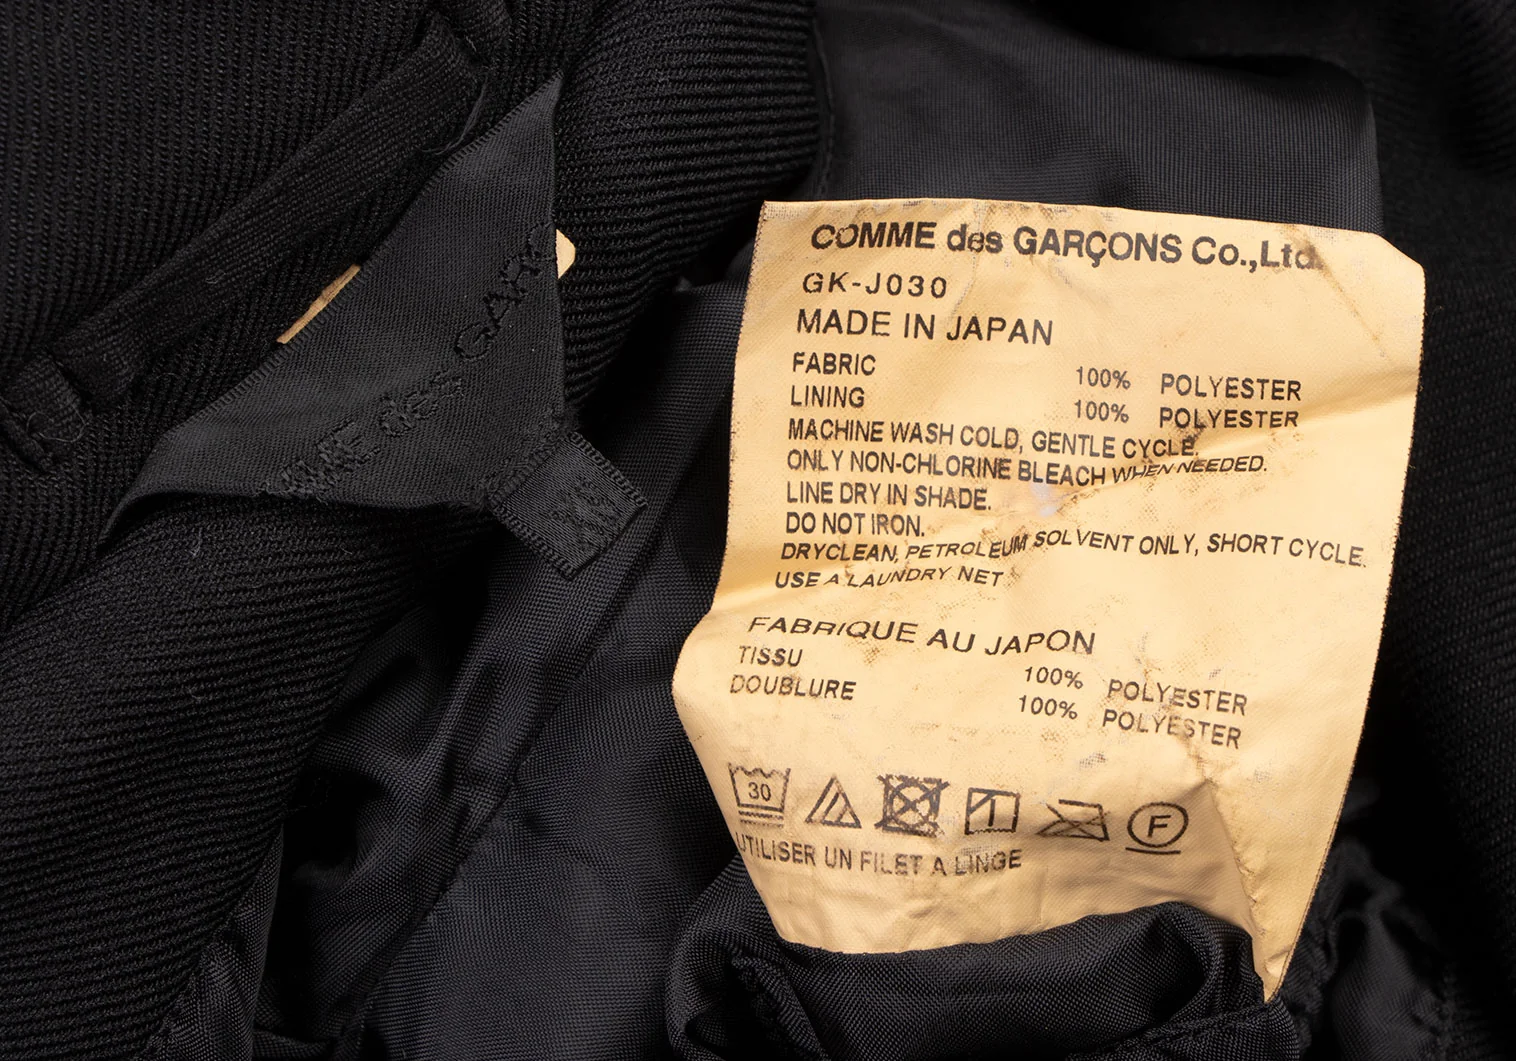 COMME des GARÇONS Co.,Ltd.
GK-J030
MADE IN JAPAN
FABRIC 100% POLYESTER
LINING 100% POLYESTER
MACHINE WASH COLD, GENTLE CYCLE.
ONLY NON-CHLORINE BLEACH WHEN NEEDED.
LINE DRY IN SHADE.
DO NOT IRON.
DRYCLEAN, PETROLEUM SOLVENT ONLY, SHORT CYCLE.
USE A LAUNDRY NET
FABRIQUE AU JAPON
TISSU 100% POLYESTER
DOUBLURE 100% POLYESTER
30
F
UTILISER UN FILET A LINGE
des GARÇ